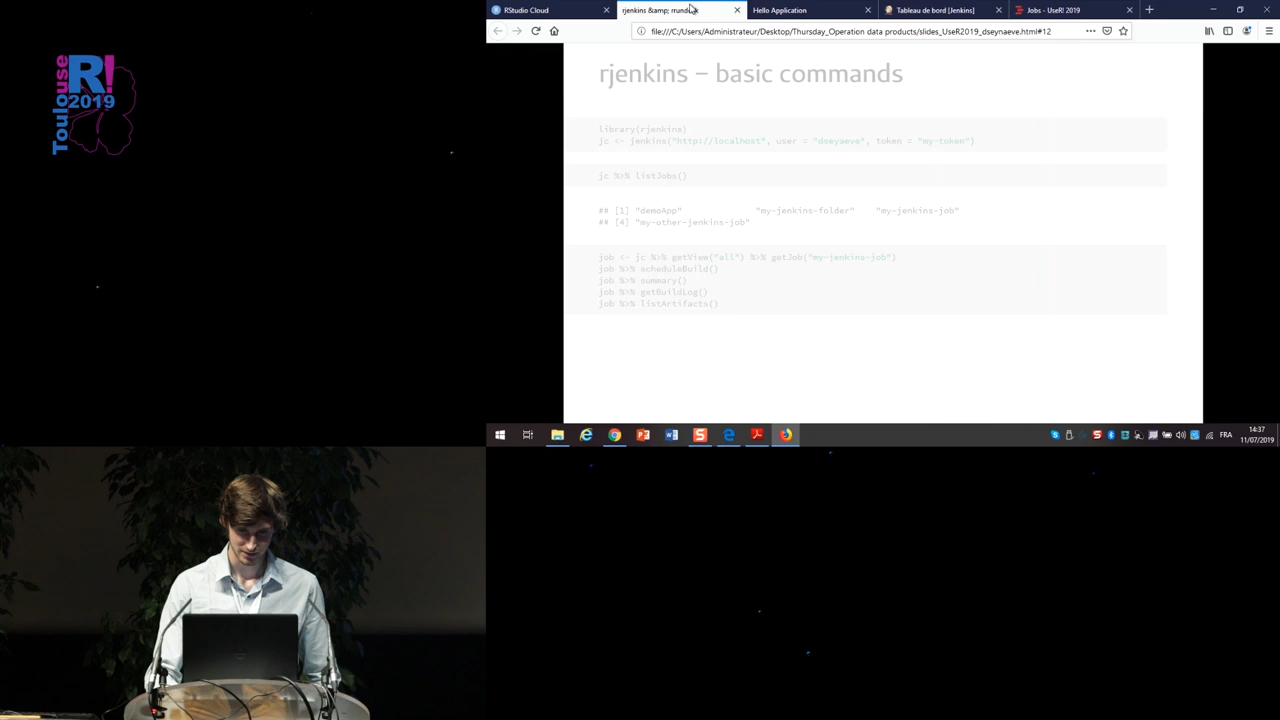 Toulouse
R!
2019
RStudio Cloud
rjenkins &amp; rrundeck
Hello Application
Tableau de bord [Jenkins]
Jobs - UseR! 2019
file:///C:/Users/Administrateur/Desktop/Thursday_Operation data products/slides_UseR2019_dseynaeve.html#12
rjenkins – basic commands
library(rjenkins)
jc <- jenkins("http://localhost", user = "dseyaeve", token = "my-token")
jc %>% listJobs()
## [1] "demoApp" "my-jenkins-folder" "my-jenkins-job"
## [4] "my-other-jenkins-job"
job <- jc %>% getView("all") %>% getJob("my-jenkins-job")
job %>% scheduleBuild()
job %>% summary()
job %>% getBuildLog()
job %>% listArtifacts()
FRA
14:37
11/07/2019